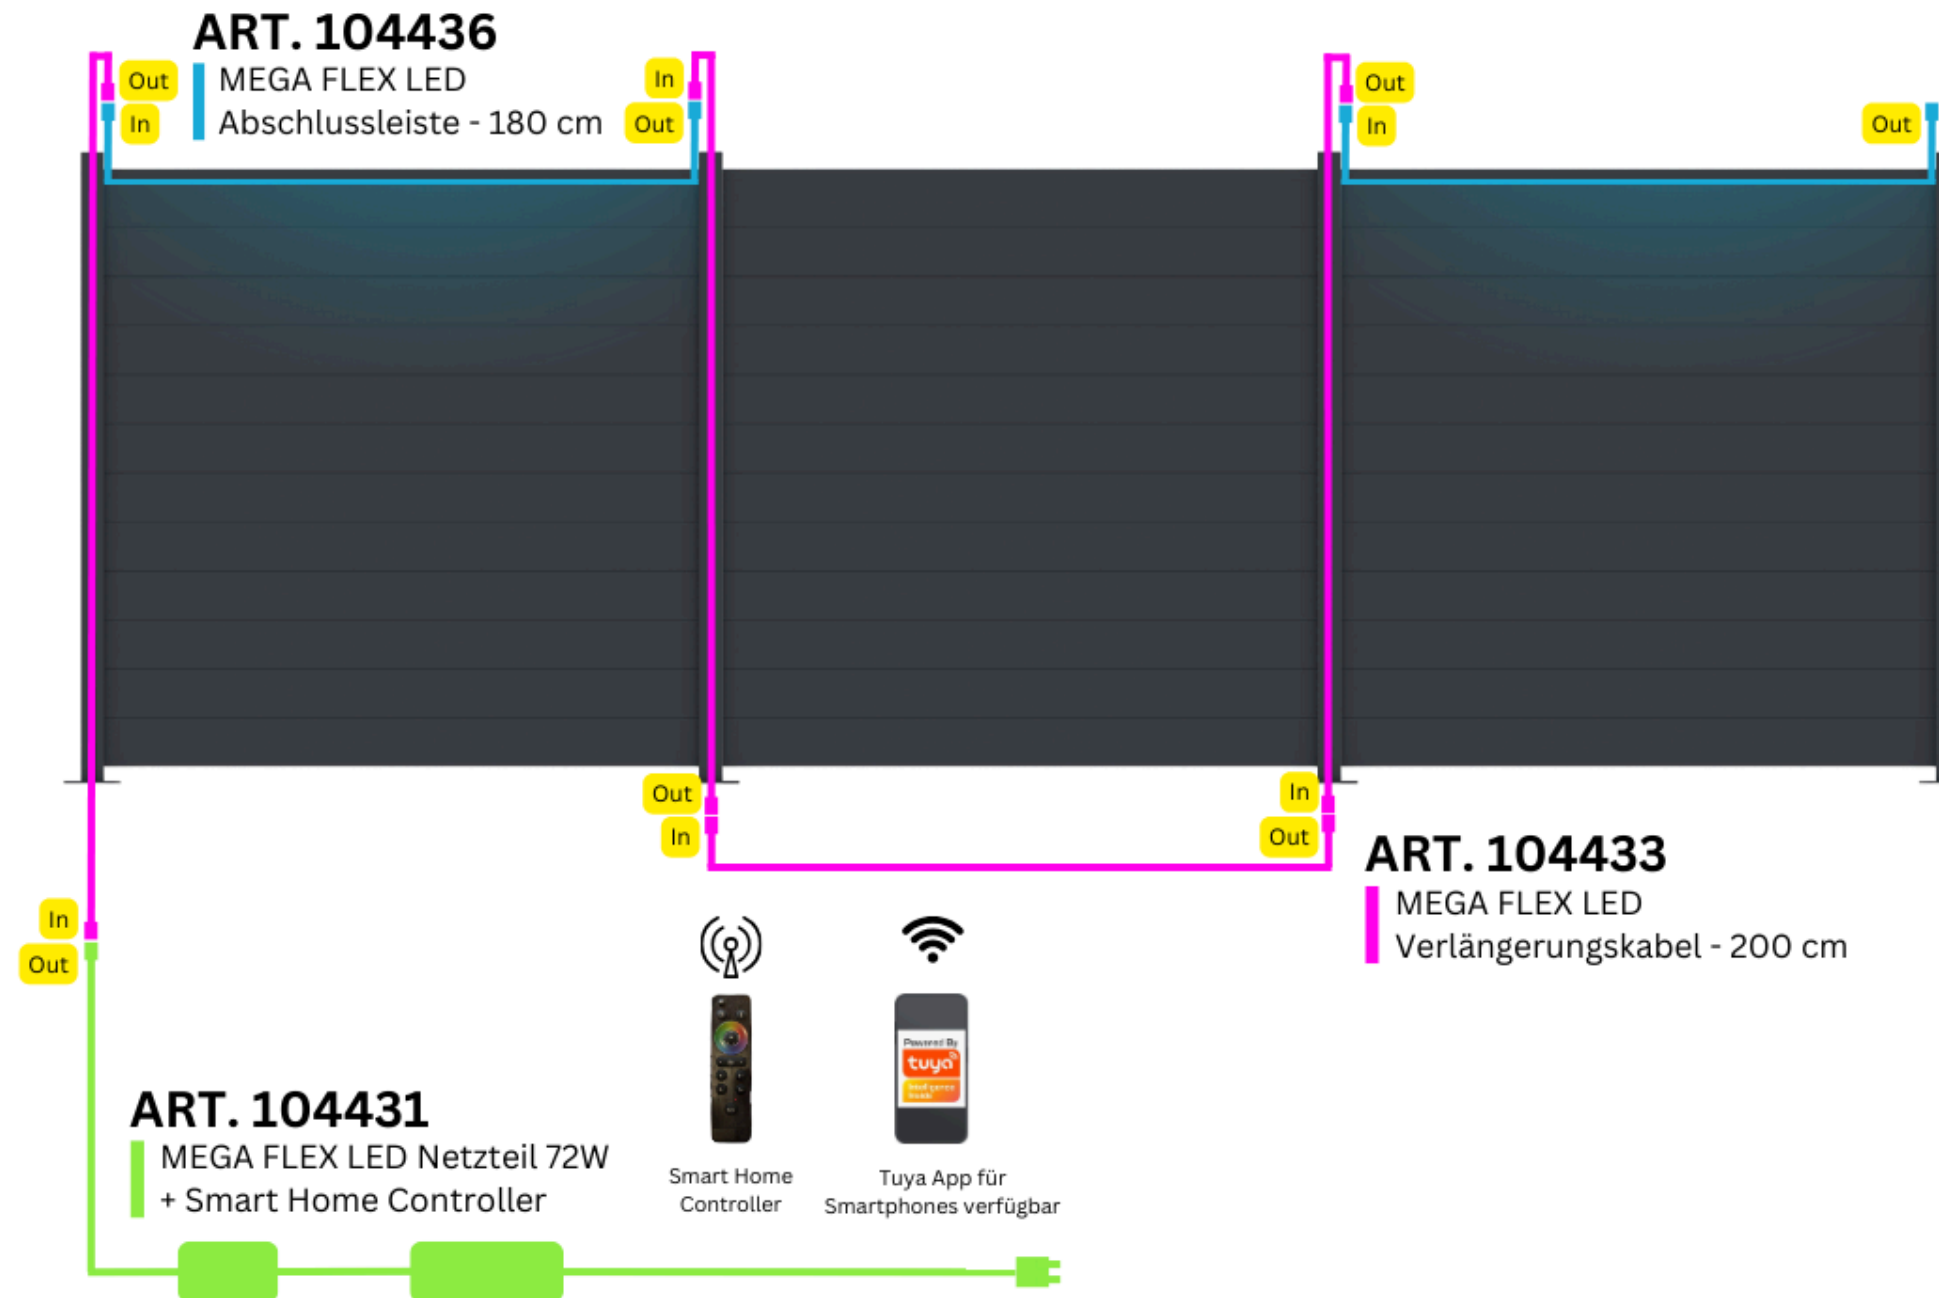 ART. 104436
MEGA FLEX LED
Abschlussleiste - 180 cm
Out
In
In
Out
Out
In
Out
Out
In
In
Out
ART. 104433
MEGA FLEX LED
Verlängerungskabel - 200 cm
In
Out
ART. 104431
MEGA FLEX LED Netzteil 72W
+ Smart Home Controller
Powered By
tuya
Smart Home
Controller
Tuya App für
Smartphones verfügbar